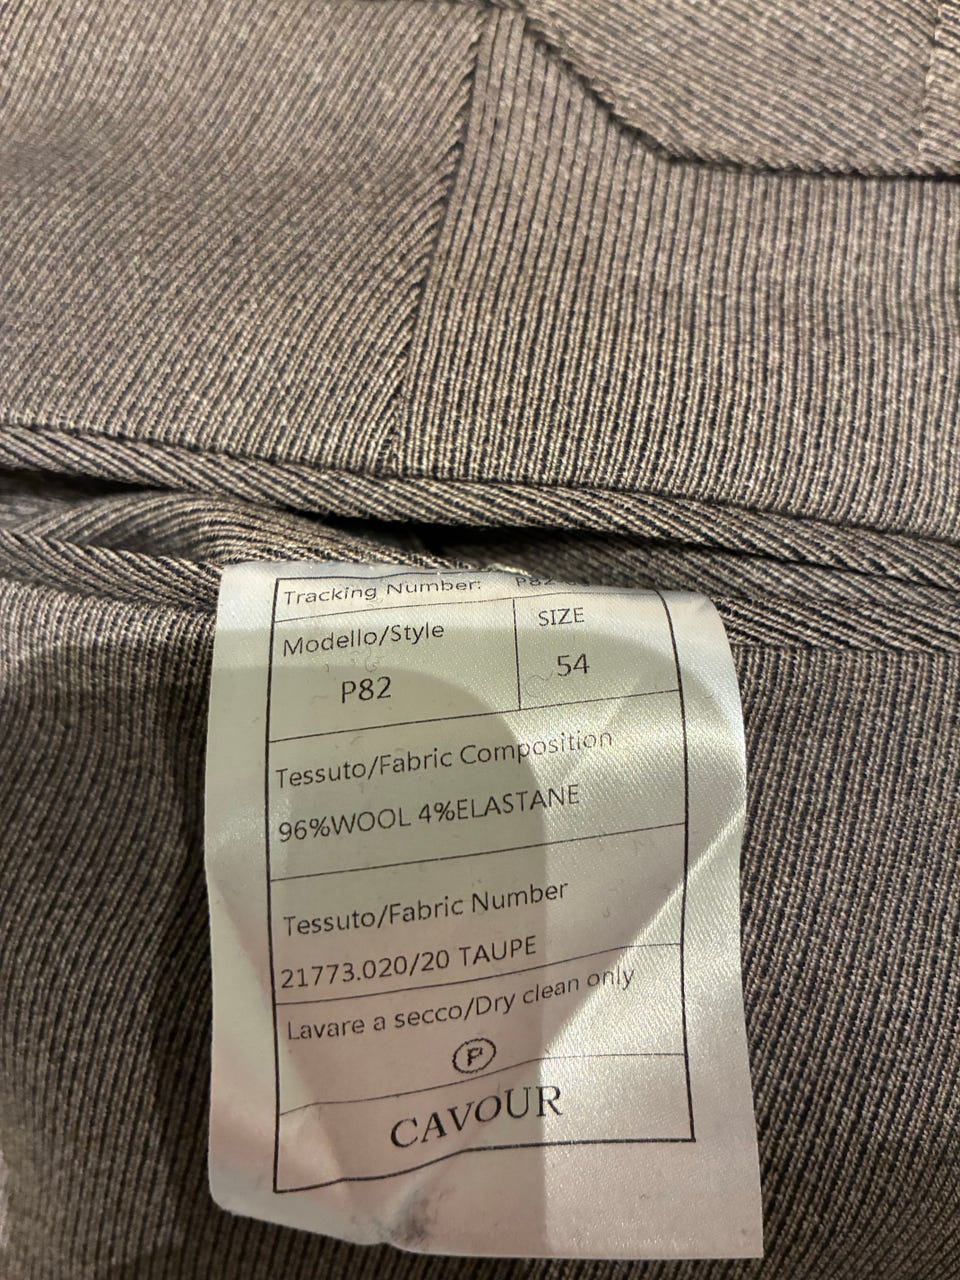 Tracking Number:
Modello/Style
SIZE
P82
54
Tessuto/Fabric Composition
96%WOOL 4%ELASTANE
Tessuto/Fabric Number
21773.020/20 TAUPE
Lavare a secco/Dry clean only
P
CAVOUR